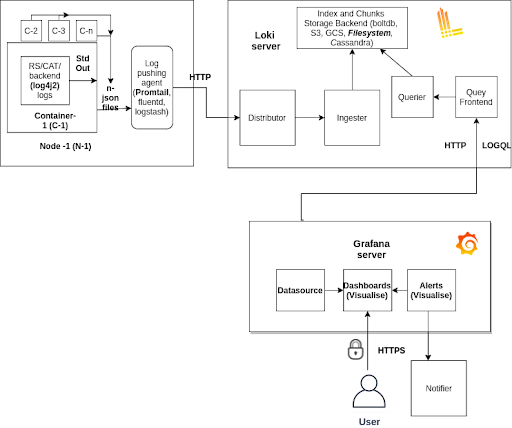 C-2
C-3
C-n
RS/CAT/
backend
(log4j2)
logs
Std
Out
n-
json
files
Container-
1 (C-1)
Node -1 (N-1)
Log
pushing
agent
(Promtail,
fluentd,
logstash)
HTTP
Loki
server
Index and Chunks
Storage Backend (boltdb,
S3, GCS, Filesystem,
Cassandra)
Distributor
Ingester
Querier
Quey
Frontend
HTTP
LOGQL
Grafana
server
Datasource
Dashboards
(Visualise)
Alerts
(Visualise)
HTTPS
User
Notifier